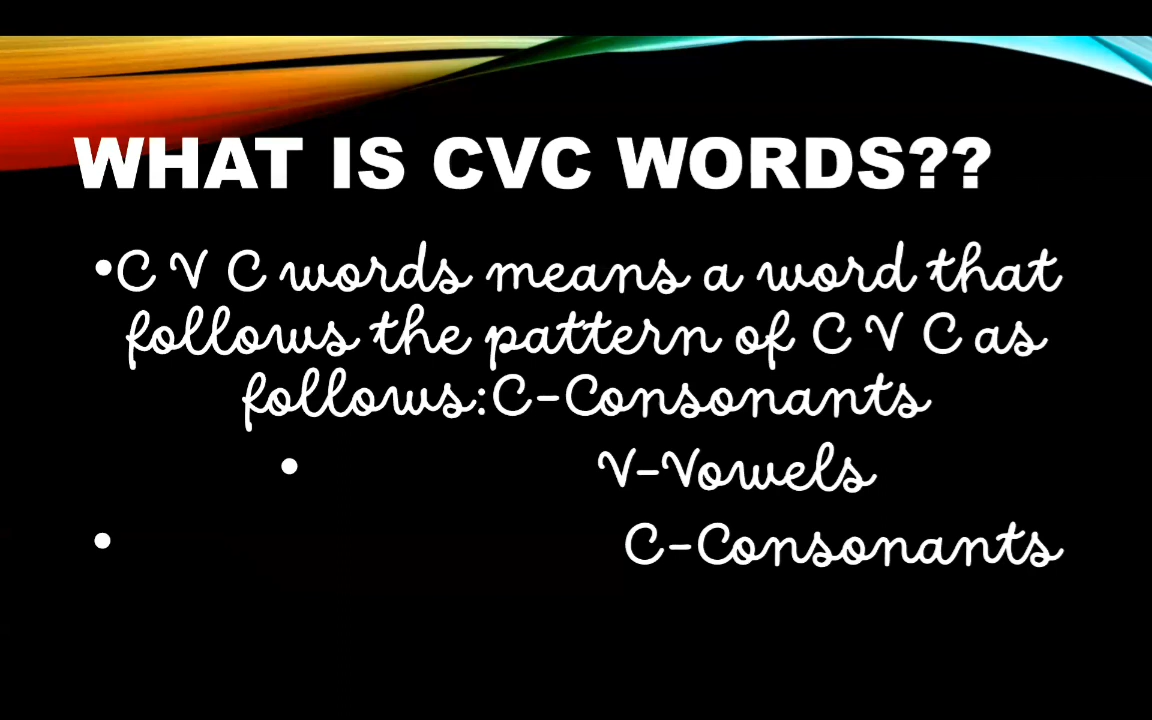 WHAT IS CVC WORDS??
•C V C words means a word that
follows the pattern of C V C as
follows:C-Consonants
• V-Vowels
• C-Consonants